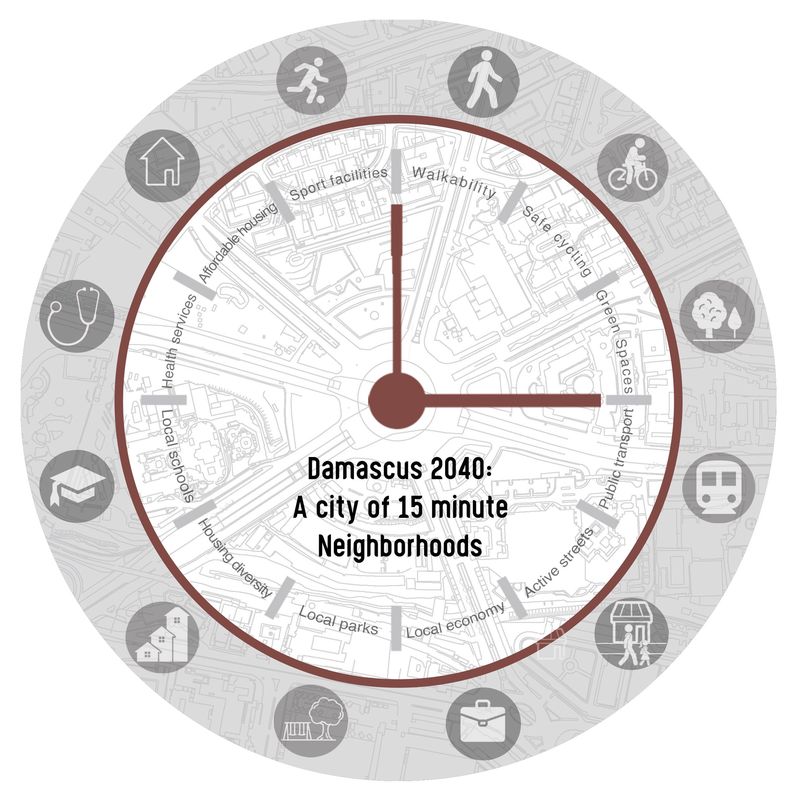 Walkability
Safe cycling
Green Spaces
Public transport
Active streets
Local economy
Local parks
Housing diversity
Local schools
Health services
Affordable housing
Sport facilities
Damascus 2040:
A city of 15 minute
Neighborhoods